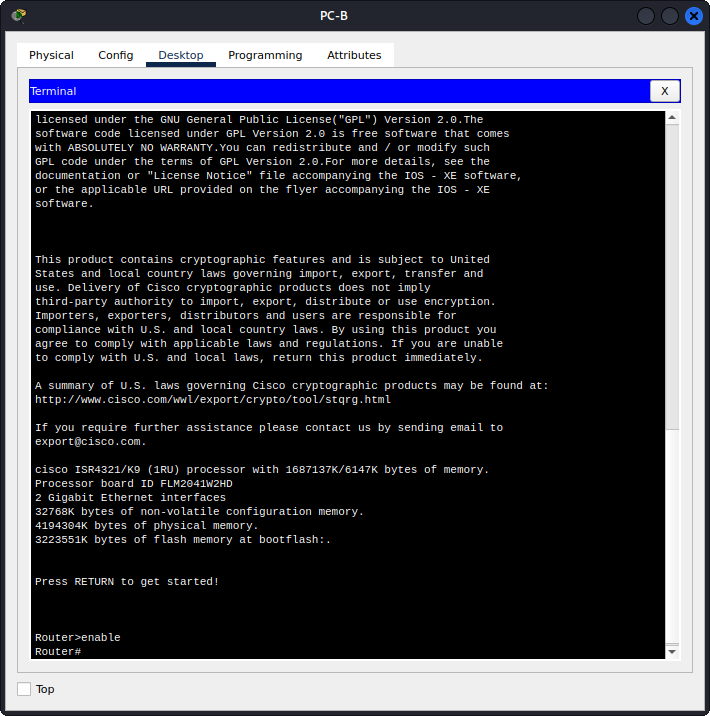 PC-B
Physical Config Desktop Programming Attributes
Terminal X
licensed under the GNU General Public License("GPL") Version 2.0.The
software code licensed under GPL Version 2.0 is free software that comes
with ABSOLUTELY NO WARRANTY.You can redistribute and / or modify such
GPL code under the terms of GPL Version 2.0.For more details, see the
documentation or "License Notice" file accompanying the IOS - XE software,
or the applicable URL provided on the flyer accompanying the IOS - XE
software.
This product contains cryptographic features and is subject to United
States and local country laws governing import, export, transfer and
use. Delivery of Cisco cryptographic products does not imply
third-party authority to import, export, distribute or use encryption.
Importers, exporters, distributors and users are responsible for
compliance with U.S. and local country laws. By using this product you
agree to comply with applicable laws and regulations. If you are unable
to comply with U.S. and local laws, return this product immediately.
A summary of U.S. laws governing Cisco cryptographic products may be found at:
http://www.cisco.com/wwl/export/crypto/tool/stqrg.html
If you require further assistance please contact us by sending email to
export@cisco.com.
cisco ISR4321/K9 (1RU) processor with 1687137K/6147K bytes of memory.
Processor board ID FLM2041W2HD
2 Gigabit Ethernet interfaces
32768K bytes of non-volatile configuration memory.
4194304K bytes of physical memory.
3223551K bytes of flash memory at bootflash:.
Press RETURN to get started!
Router>enable
Router#
Top